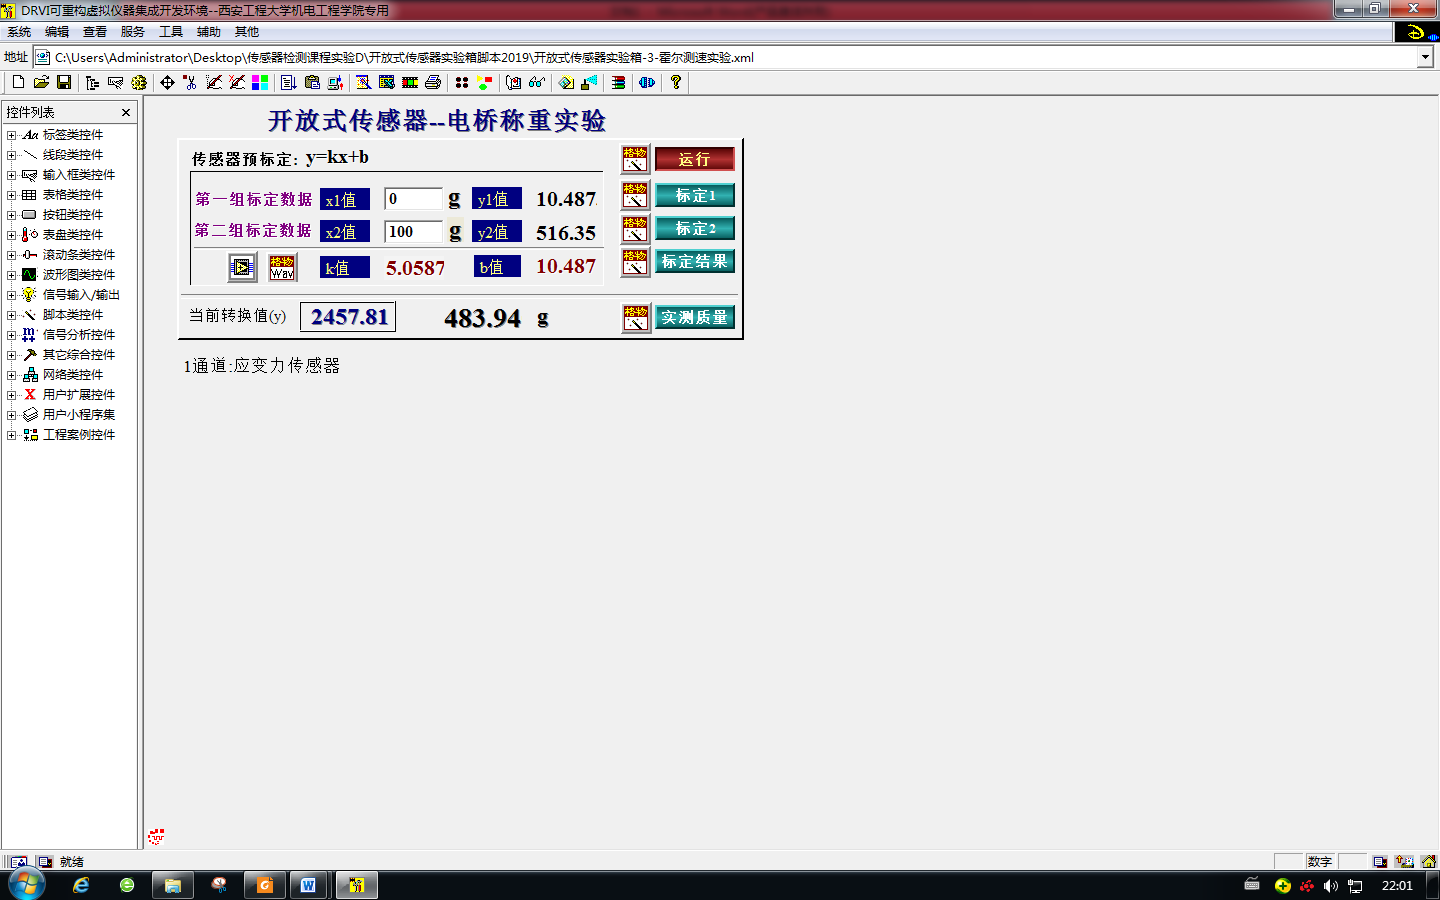 DRVI可重构虚拟仪器集成开发环境--西安工程大学机电工程学院专用
系统 编辑 查看 服务 工具 辅助 其他
地址 C:\Users\Administrator\Desktop\传感器检测课程实验D\开放式传感器实验箱脚本2019\开放式传感器实验箱-3-霍尔测速实验.xml
控件列表
标签类控件
线段类控件
输入框类控件
表格类控件
按钮类控件
表盘类控件
滚动条类控件
波形图类控件
信号输入/输出
脚本类控件
信号分析控件
其它综合控件
网络类控件
用户扩展控件
用户小程序集
工程案例控件
开放式传感器--电桥称重实验
传感器预标定: y=kx+b 格物 运行
第一组标定数据 x1值 0 g y1值 10.487 格物 标定1
第二组标定数据 x2值 100 g y2值 516.35 格物 标定2
格物 Wav k值 5.0587 b值 10.487 格物 标定结果
当前转换值(y) 2457.81 483.94 g 格物 实测质量
1通道:应变力传感器
就绪 数字
22:01